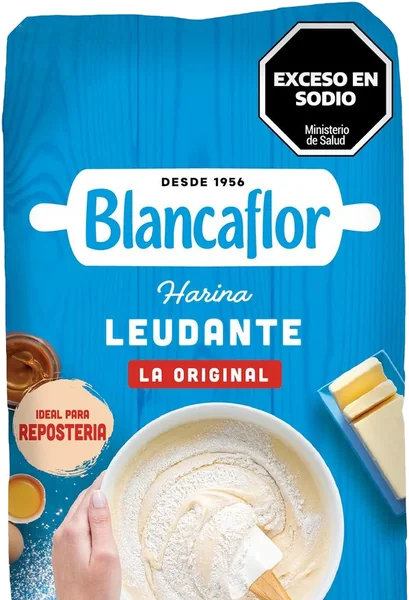 EXCESO EN
SODIO
Ministerio
de Salud
DESDE 1956
Blancaflor
Harina
LEUDANTE
LA ORIGINAL
IDEAL PARA
REPOSTERIA